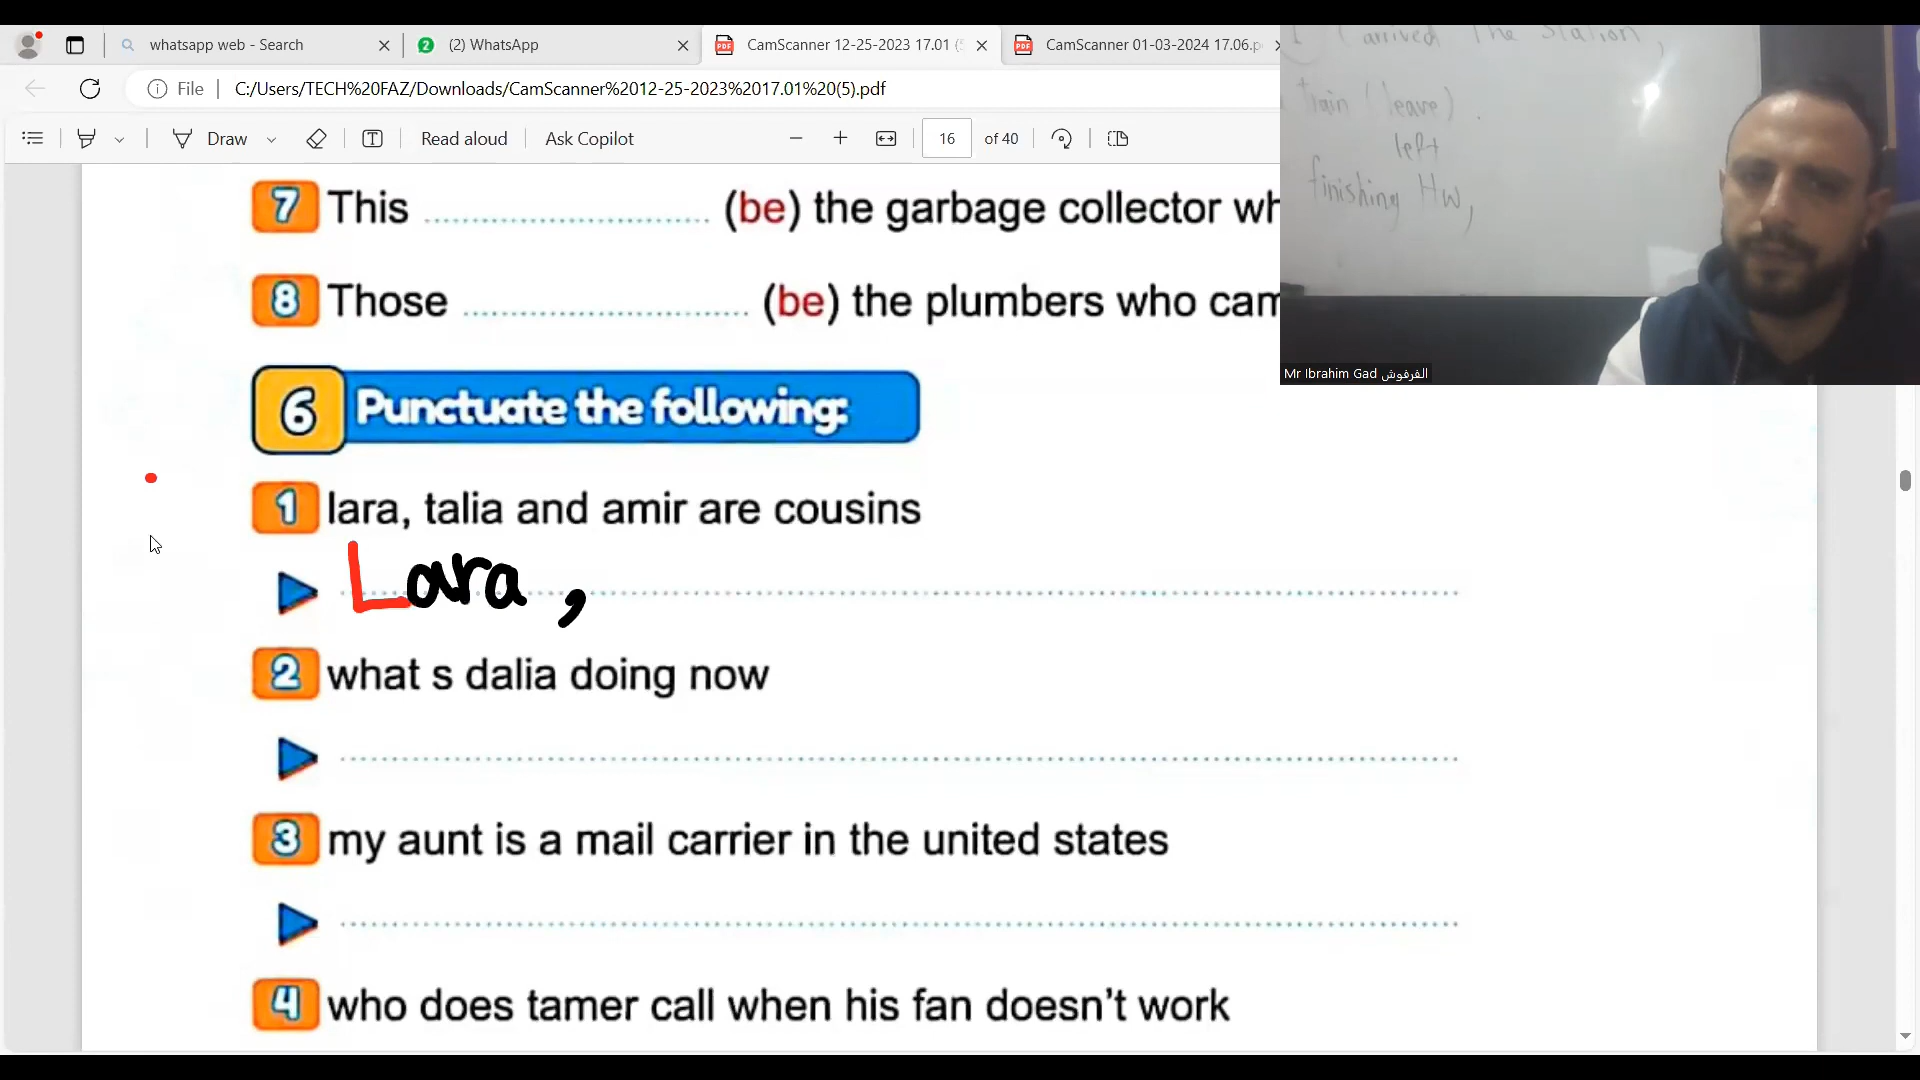 whatsapp web - Search
(2) WhatsApp
CamScanner 12-25-2023 17.01 (
CamScanner 01-03-2024 17.06.p
File
C:/Users/TECH%20FAZ/Downloads/CamScanner%2012-25-2023%2017.01%20(5).pdf
Draw
Read aloud
Ask Copilot
16 of 40
(arrived The Station,
train (leave).
left
finishing Hw,
Mr Ibrahim Gad الفرفوش
7 This .......... (be) the garbage collector wh
8 Those .......... (be) the plumbers who cam
6 Punctuate the following:
1 lara, talia and amir are cousins
Lara ,
2 what s dalia doing now
3 my aunt is a mail carrier in the united states
4 who does tamer call when his fan doesn't work